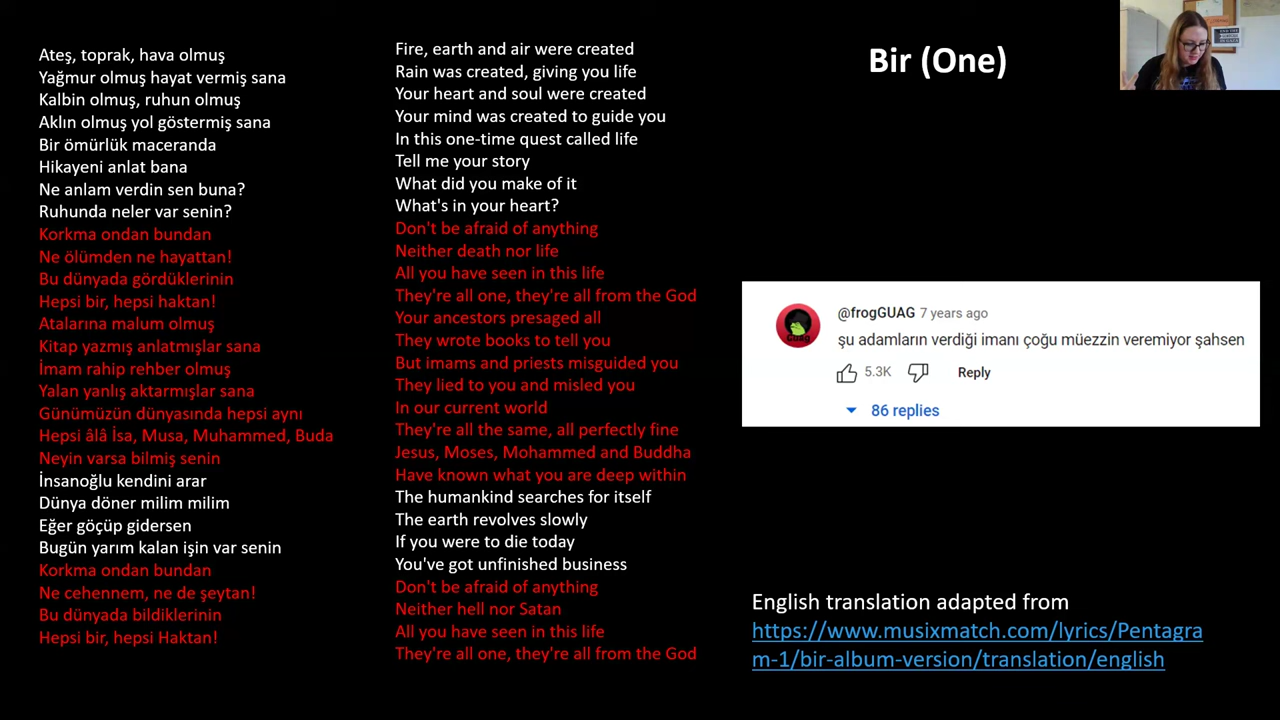 Ateş, toprak, hava olmuş
Yağmur olmuş hayat vermiş sana
Kalbin olmuş, ruhun olmuş
Aklın olmuş yol göstermiş sana
Bir ömürlük maceranda
Hikayeni anlat bana
Ne anlam verdin sen buna?
Ruhunda neler var senin?
Korkma ondan bundan
Ne ölümden ne hayattan!
Bu dünyada gördüklerinin
Hepsi bir, hepsi haktan!
Atalarına malum olmuş
Kitap yazmış anlatmışlar sana
İmam rahip rehber olmuş
Yalan yanlış aktarmışlar sana
Günümüzün dünyasında hepsi aynı
Hepsi âlâ İsa, Musa, Muhammed, Buda
Neyin varsa bilmiş senin
İnsanoğlu kendini arar
Dünya döner milim milim
Eğer göçüp gidersen
Bugün yarım kalan işin var senin
Korkma ondan bundan
Ne cehennem, ne de şeytan!
Bu dünyada bildiklerinin
Hepsi bir, hepsi Haktan!
Fire, earth and air were created
Rain was created, giving you life
Your heart and soul were created
Your mind was created to guide you
In this one-time quest called life
Tell me your story
What did you make of it
What's in your heart?
Don't be afraid of anything
Neither death nor life
All you have seen in this life
They're all one, they're all from the God
Your ancestors presaged all
They wrote books to tell you
But imams and priests misguided you
They lied to you and misled you
In our current world
They're all the same, all perfectly fine
Jesus, Moses, Mohammed and Buddha
Have known what you are deep within
The humankind searches for itself
The earth revolves slowly
If you were to die today
You've got unfinished business
Don't be afraid of anything
Neither hell nor Satan
All you have seen in this life
They're all one, they're all from the God
Bir (One)
@frogGUAG 7 years ago
şu adamların verdiği imanı çoğu müezzin veremiyor şahsen
5.3K Reply
86 replies
English translation adapted from
https://www.musixmatch.com/lyrics/Pentagra
m-1/bir-album-version/translation/english